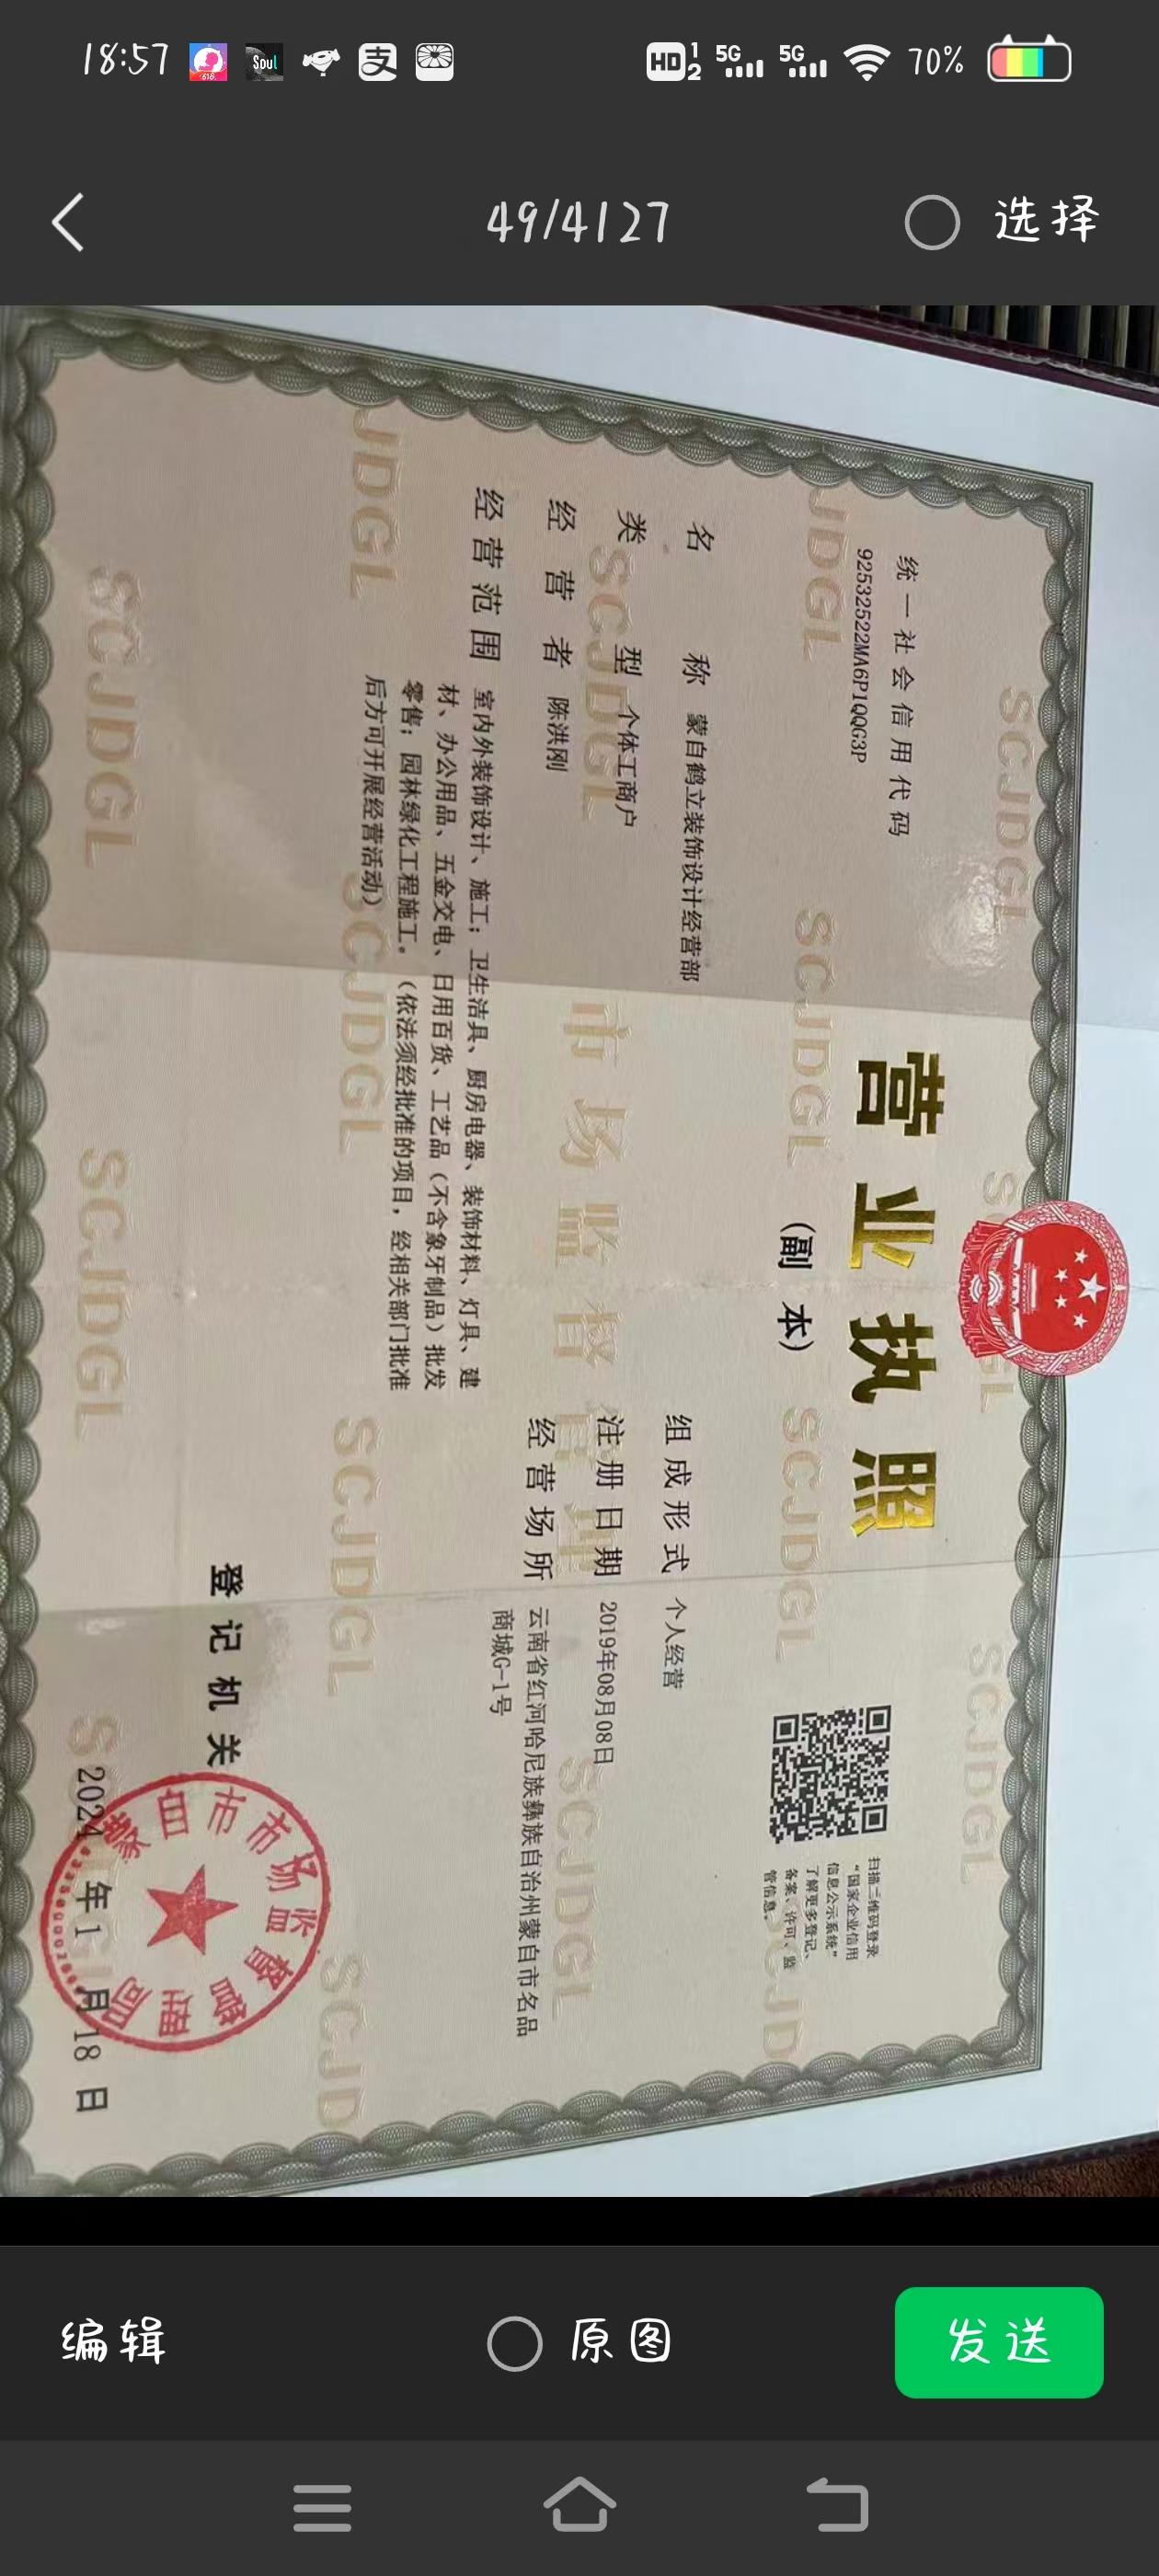 18:57
Soul
支
HD 1 2 5G 5G 70%
49/4127
选择
统一社会信用代码
92532522MA6P1QQG3P
营业执照
(副本)
扫描二维码登录
“国家企业信用
信息公示系统”
了解更多登记、
备案、许可、监
管信息。
名称 蒙自鹤立装饰设计经营部
类型 个体工商户
经营者 陈洪刚
经营范围 室内外装饰设计、施工；卫生洁具、厨房电器、装饰材料、灯具、建
材、办公用品、五金交电、日用百货、工艺品（不含象牙制品）批发
零售；园林绿化工程施工。（依法须经批准的项目，经相关部门批准
后方可开展经营活动）
组成形式 个人经营
注册日期 2019年08月08日
经营场所 云南省红河哈尼族彝族自治州蒙自市名品
商城G-1号
登记机关
蒙自市市场监督管理局
2024年1月18日
SCJDGL
市场监督管理
编辑
原图
发送